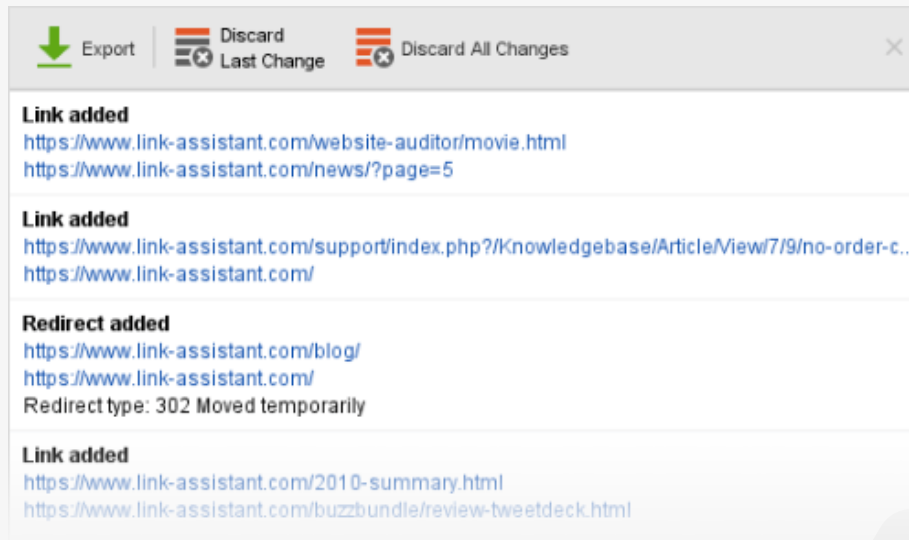 Export
Discard
Last Change
Discard All Changes
Link added
https://www.link-assistant.com/website-auditor/movie.html
https://www.link-assistant.com/news/?page=5
Link added
https://www.link-assistant.com/support/index.php?/Knowledgebase/Article/View/7/9/no-order-c...
https://www.link-assistant.com/
Redirect added
https://www.link-assistant.com/blog/
https://www.link-assistant.com/
Redirect type: 302 Moved temporarily
Link added
https://www.link-assistant.com/2010-summary.html
https://www.link-assistant.com/buzzbundle/review-tweetdeck.html